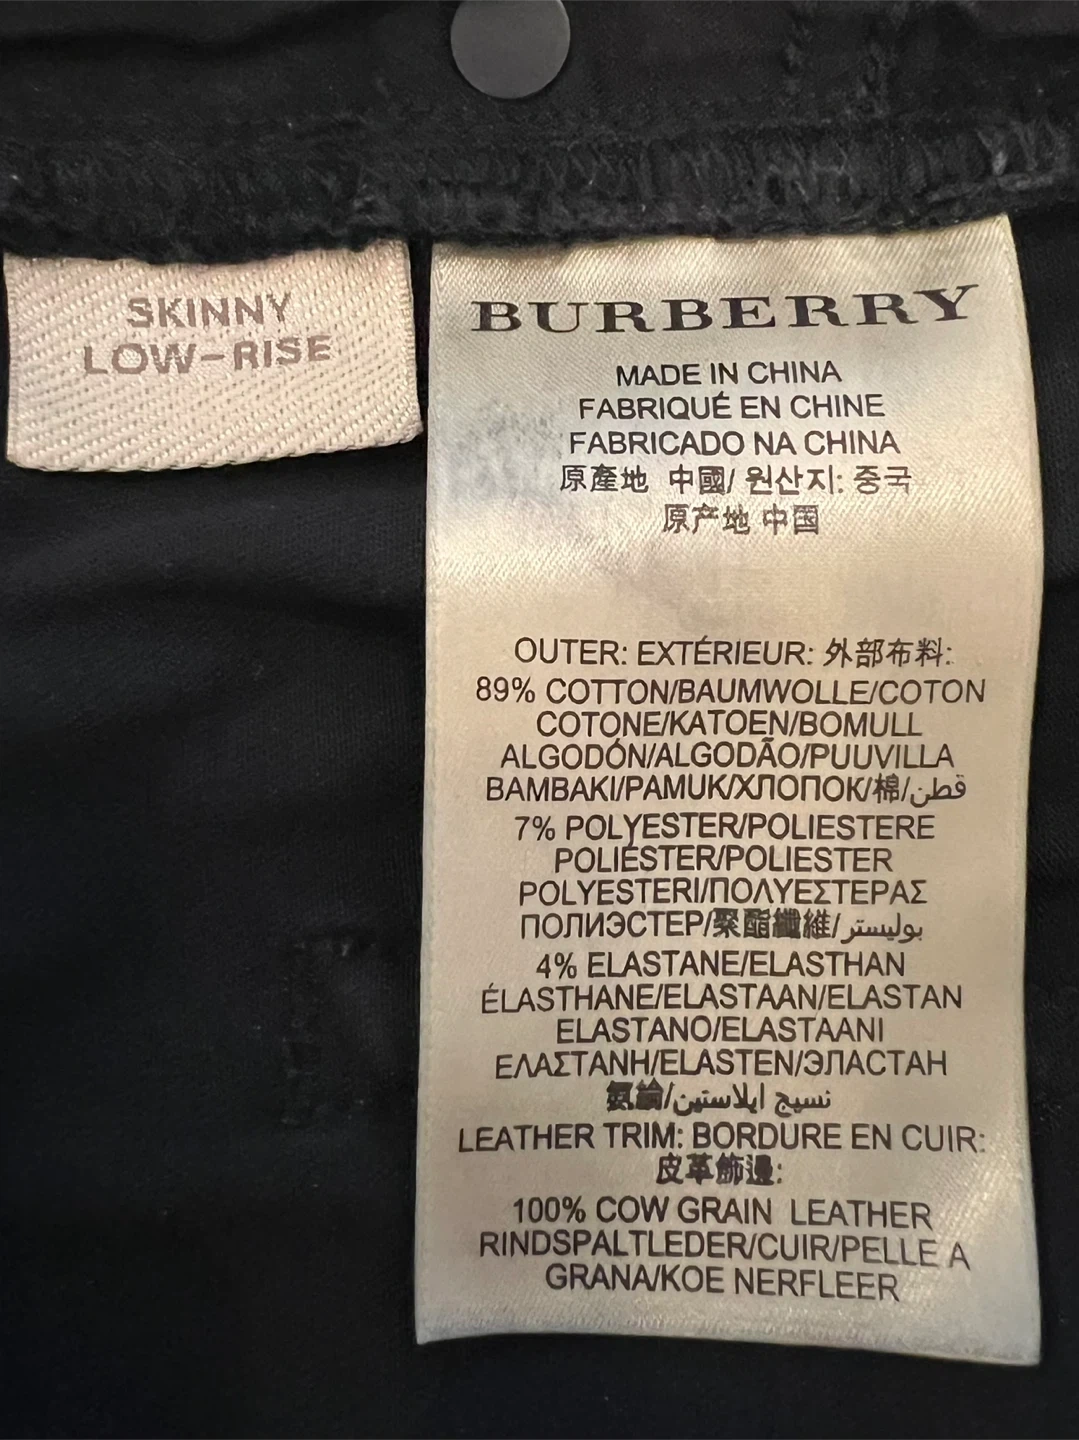 SKINNY
LOW-RISE
BURBERRY
MADE IN CHINA
FABRIQUÉ EN CHINE
FABRICADO NA CHINA
原產地 中國/ 원산지: 중국
原产地 中国
OUTER: EXTÉRIEUR: 外部布料:
89% COTTON/BAUMWOLLE/COTON
COTONE/KATOEN/BOMULL
ALGODÓN/ALGODÃO/PUUVILLA
BAMBAKI/PAMUK/ХЛОПОК/棉/قطن
7% POLYESTER/POLIESTERE
POLIÉSTER/POLIESTER
POLYESTERI/ΠΟΛΥΕΣΤΕΡΑΣ
ПОЛИЭСТЕР/聚酯纖維/بوليستر
4% ELASTANE/ELASTHAN
ÉLASTHANE/ELASTAAN/ELASTAN
ELASTANO/ELASTAANI
ΕΛΑΣΤΑΝΗ/ELASTEN/ЭЛАСТАН
氨綸/نسيج ايلاستين
LEATHER TRIM: BORDURE EN CUIR:
皮革飾邊:
100% COW GRAIN LEATHER
RINDSPALTLEDER/CUIR/PELLE A
GRANA/KOE NERFLEER